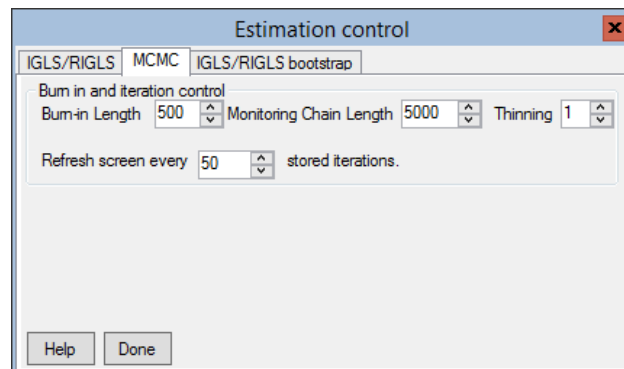 Estimation control
IGLS/RIGLS MCMC IGLS/RIGLS bootstrap
Burn in and iteration control
Burn-in Length 500 Monitoring Chain Length 5000 Thinning 1
Refresh screen every 50 stored iterations.
Help Done